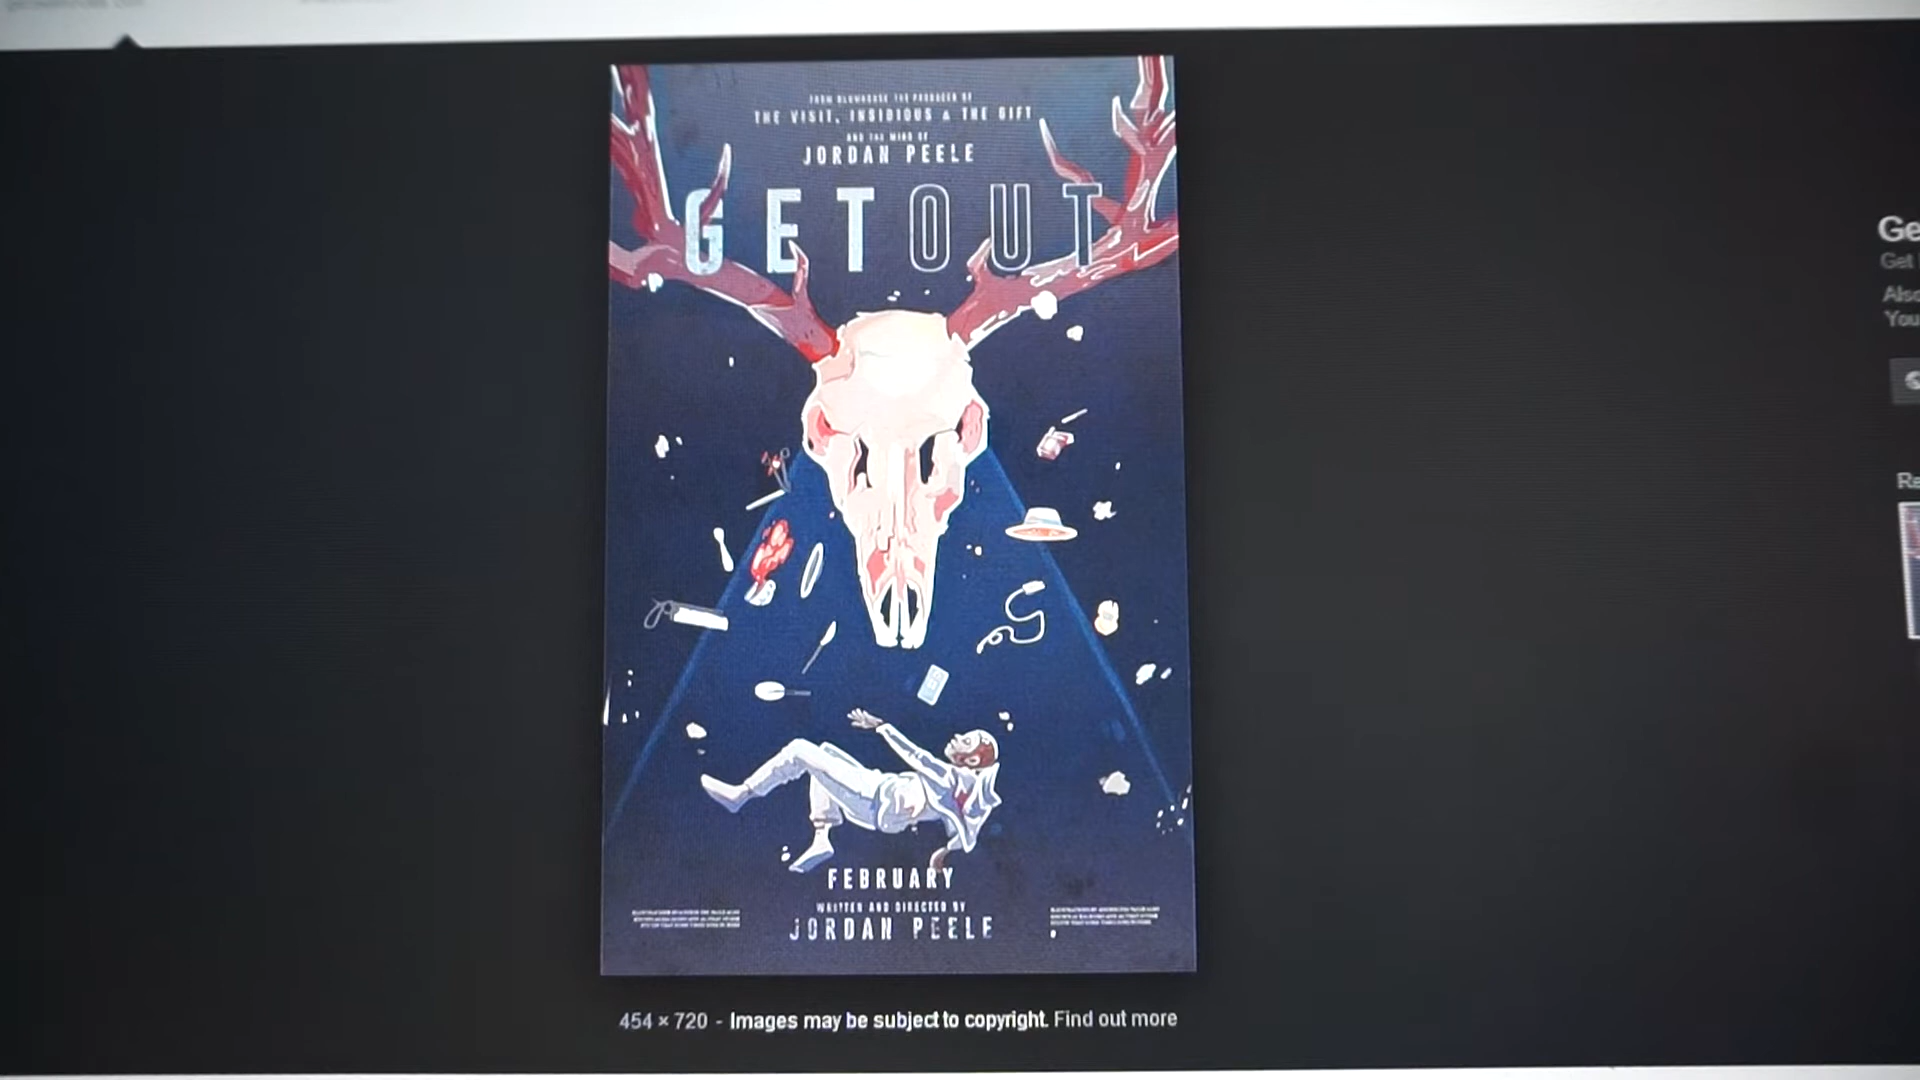 FROM BLUMHOUSE THE PRODUCER OF
THE VISIT, INSIDIOUS & THE GIFT
AND THE MIND OF
JORDAN PEELE
GET OUT
FEBRUARY
WRITTEN AND DIRECTED BY
JORDAN PEELE
454 × 720 - Images may be subject to copyright. Find out more
Ge
Get
Also
You
Re